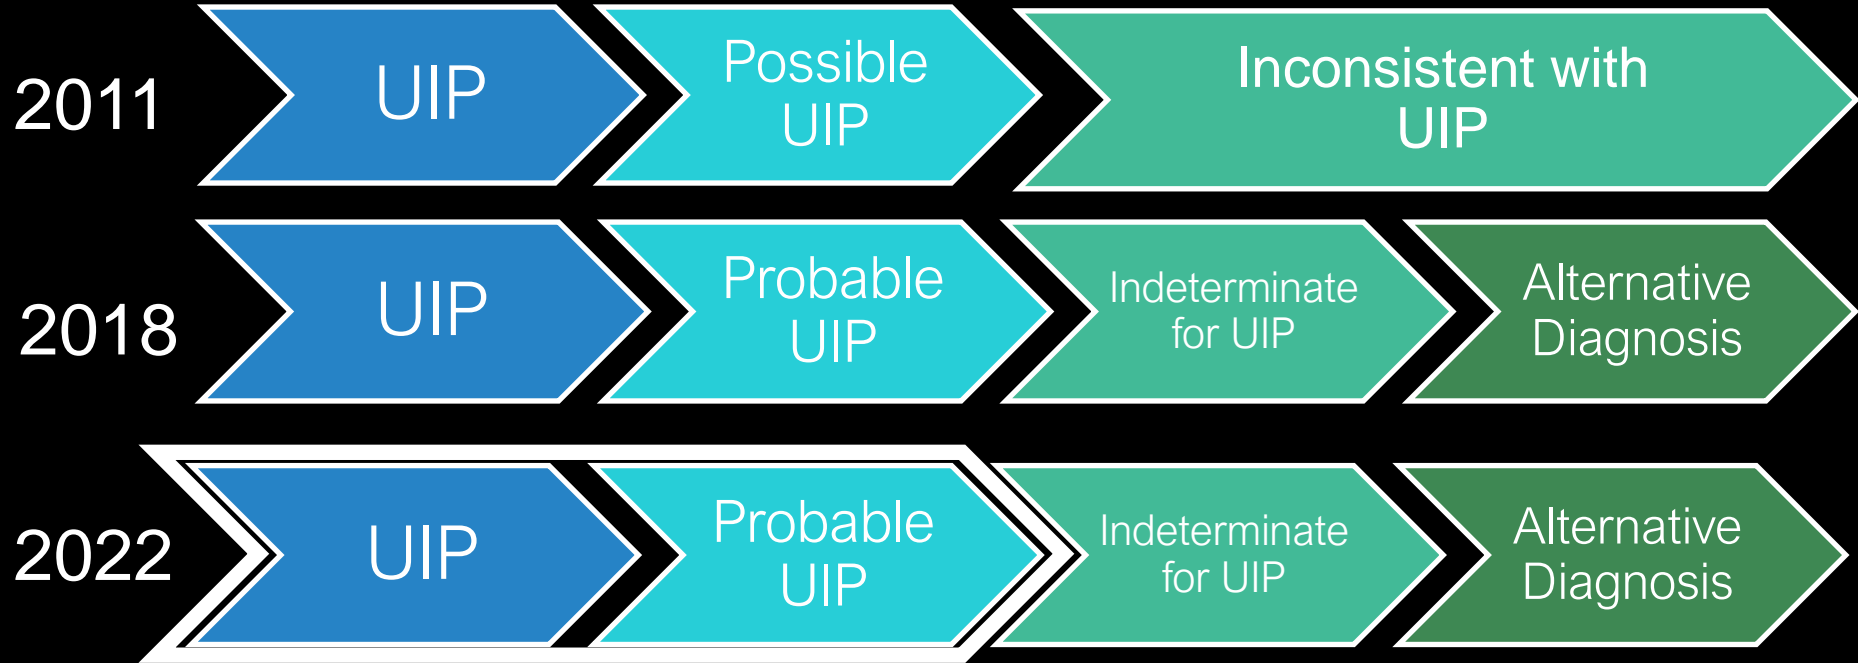 2011
UIP
Possible
UIP
Inconsistent with
UIP
2018
UIP
Probable
UIP
Indeterminate
for UIP
Alternative
Diagnosis
2022
UIP
Probable
UIP
Indeterminate
for UIP
Alternative
Diagnosis